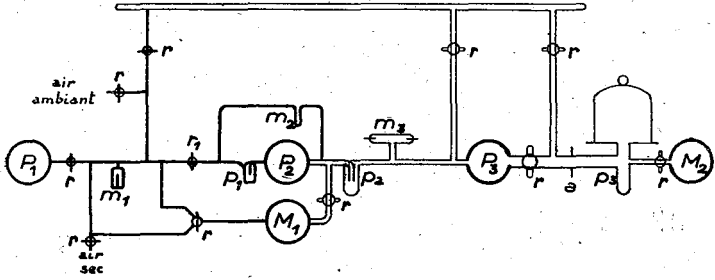 r
r
r
r
air
ambiant
m₂
m₃
r₁
P₁
r
m₁
p₁
P₂
p₂
P₃
r
a
p₃
r
M₂
r
M₁
r
r
air
sec